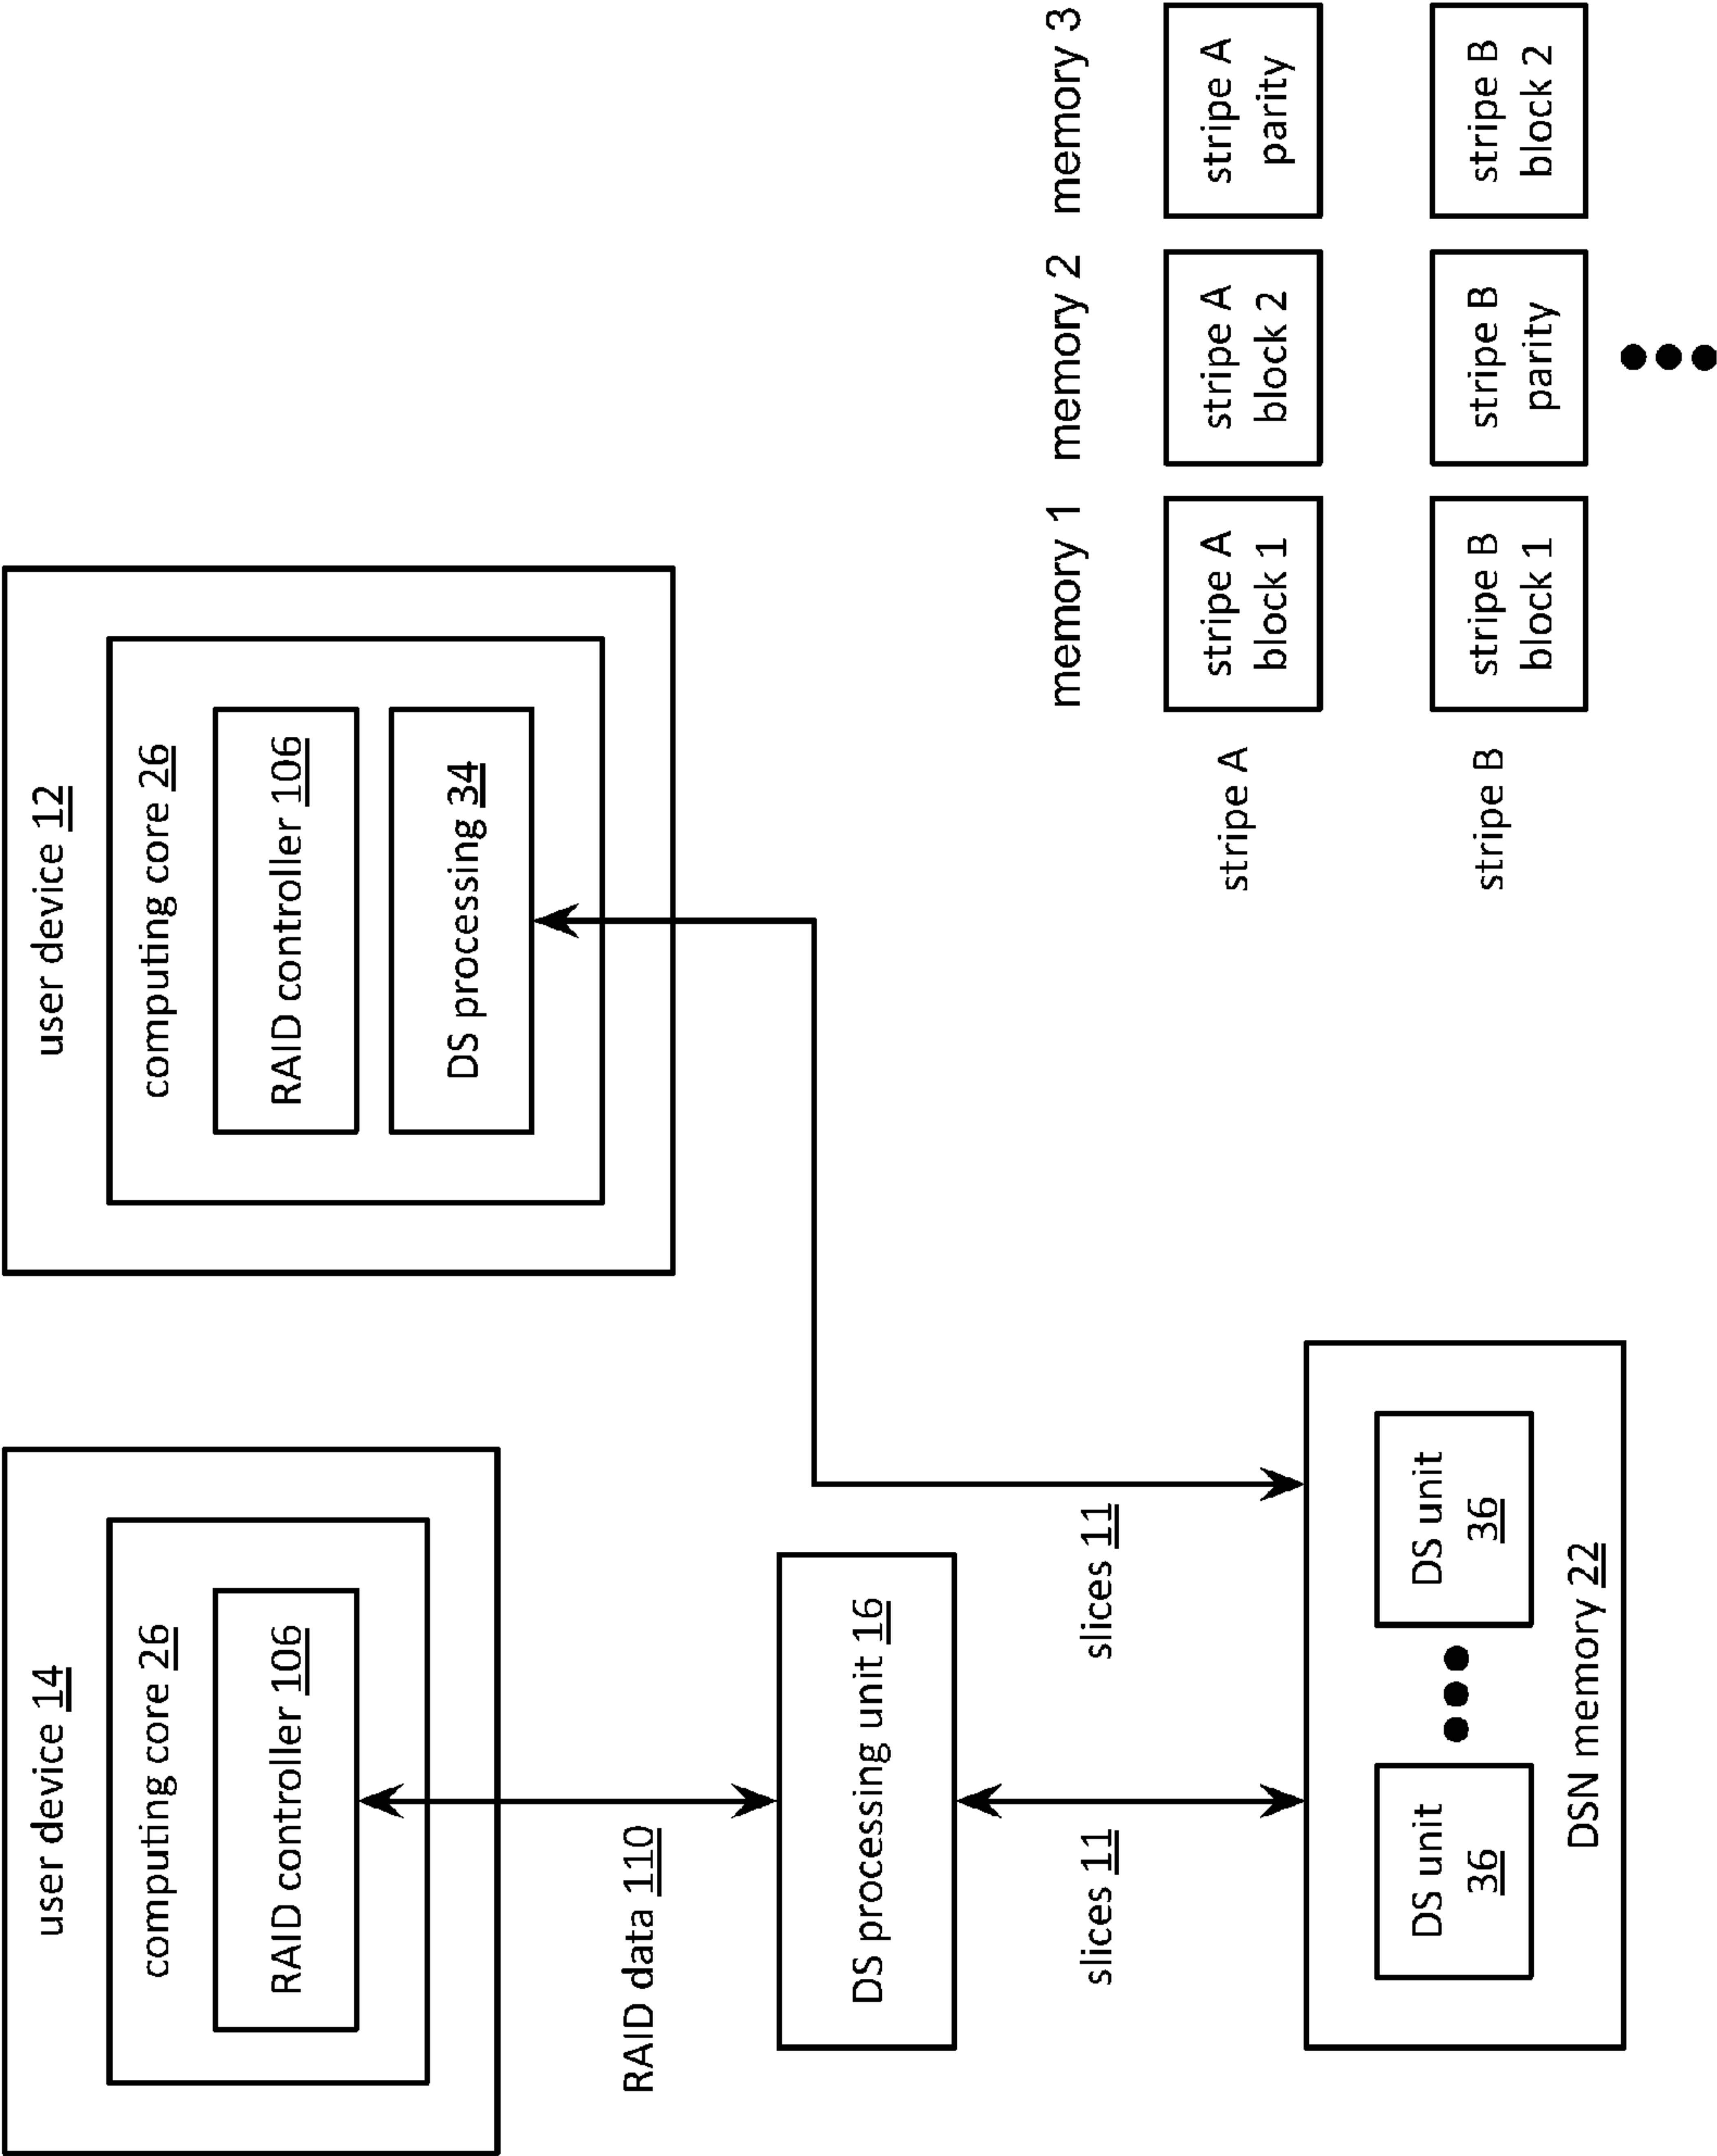 user device 14
computing core 26
RAID controller 106
RAID data 110
DS processing unit 16
slices 11
slices 11
DS unit
36
DS unit
36
DSN memory 22
user device 12
computing core 26
RAID controller 106
DS processing 34
memory 1
memory 2
memory 3
stripe A
stripe A
block 1
stripe A
block 2
stripe A
parity
stripe B
stripe B
block 1
stripe B
parity
stripe B
block 2